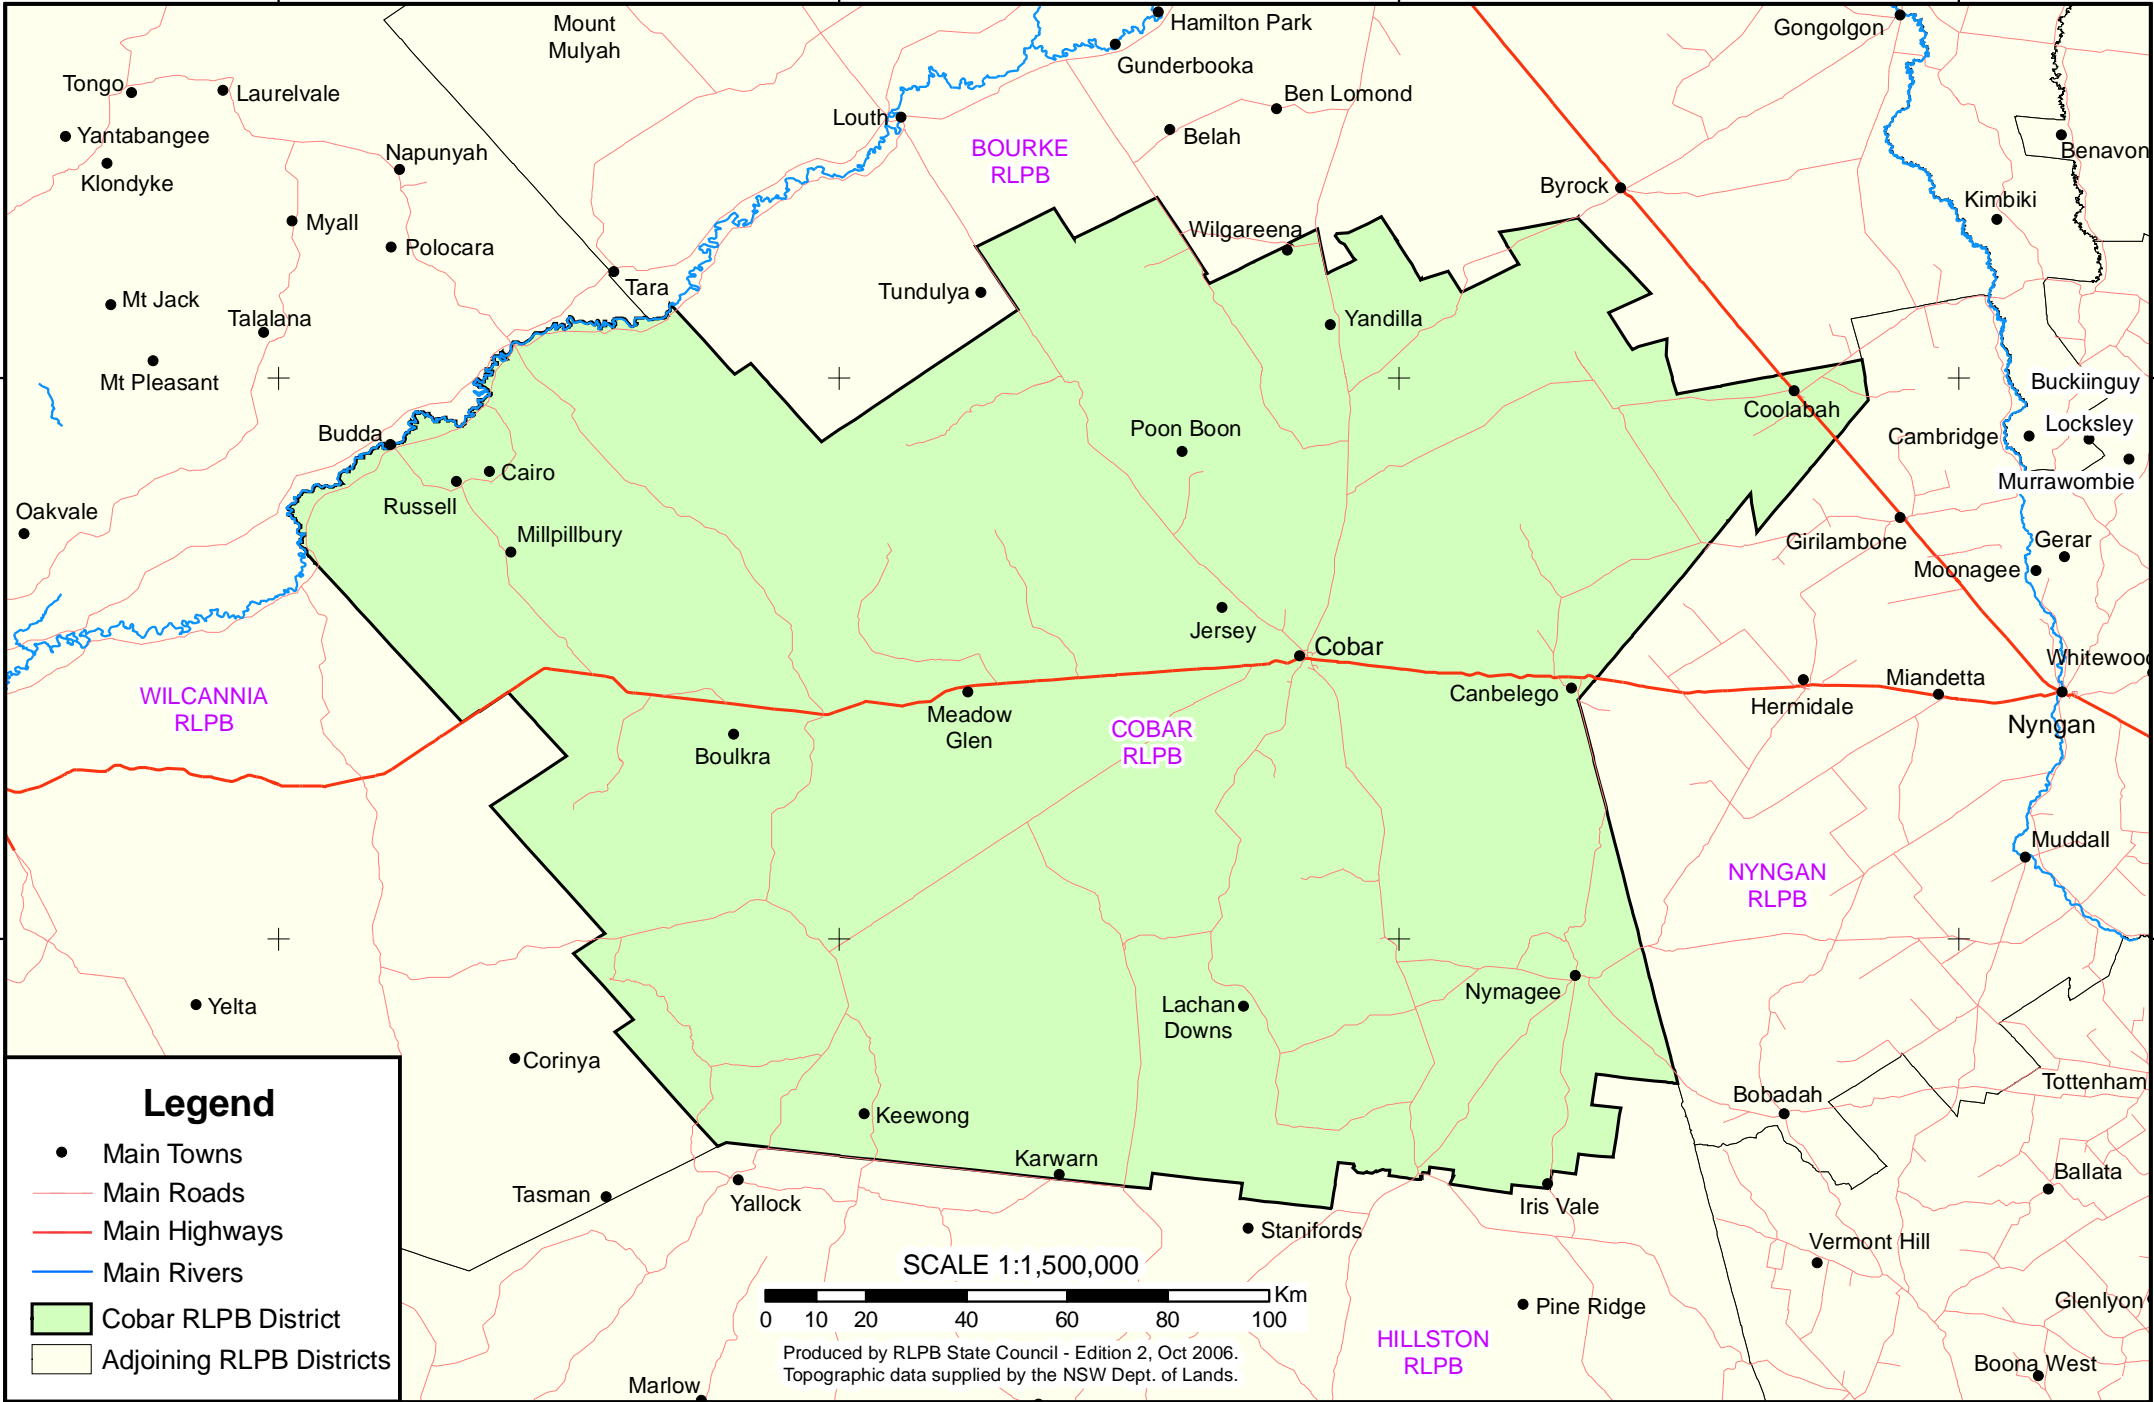 Mount
Mulyah
Hamilton Park
Gongolgon
Gunderbooka
Tongo
Laurelvale
Ben Lomond
Louth
Yantabangee
Belah
BOURKE
RLPB
Benavon
Napunyah
Klondyke
Byrock
Kimbiki
Myall
Wilgareena
Polocara
Tara
Tundulya
Mt Jack
Talalana
Yandilla
Mt Pleasant
Buckiinguy
Coolabah
Locksley
Budda
Poon Boon
Cambridge
Cairo
Murrawombie
Russell
Oakvale
Millpillbury
Girilambone
Gerar
Moonagee
Jersey
Cobar
Whitewood
WILCANNIA
RLPB
Canbelego
Miandetta
Hermidale
Meadow
Glen
COBAR
RLPB
Nyngan
Boulkra
Muddall
NYNGAN
RLPB
Yelta
Lachan
Downs
Nymagee
Corinya
Tottenham
Bobadah
Keewong
Karwarn
Ballata
Tasman
Yallock
Iris Vale
Stanifords
Vermont Hill
Pine Ridge
Glenlyon
HILLSTON
RLPB
Boona West
Marlow
Legend
Main Towns
Main Roads
Main Highways
Main Rivers
Cobar RLPB District
Adjoining RLPB Districts
SCALE 1:1,500,000
Km
0 10 20 40 60 80 100
Produced by RLPB State Council - Edition 2, Oct 2006.
Topographic data supplied by the NSW Dept. of Lands.